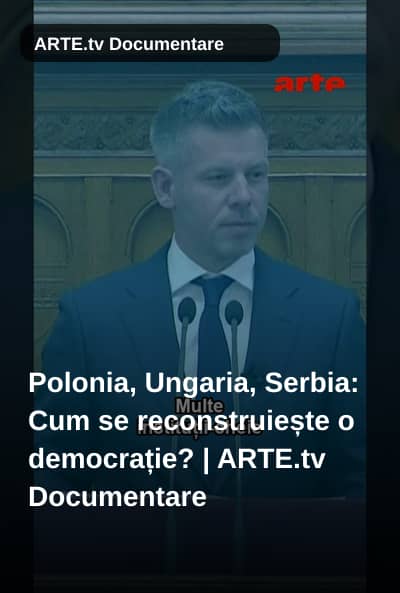 ARTE.tv Documentare
arte
Polonia, Ungaria, Serbia:
Multe
Cum se reconstruiește o
democrație? | ARTE.tv
Documentare